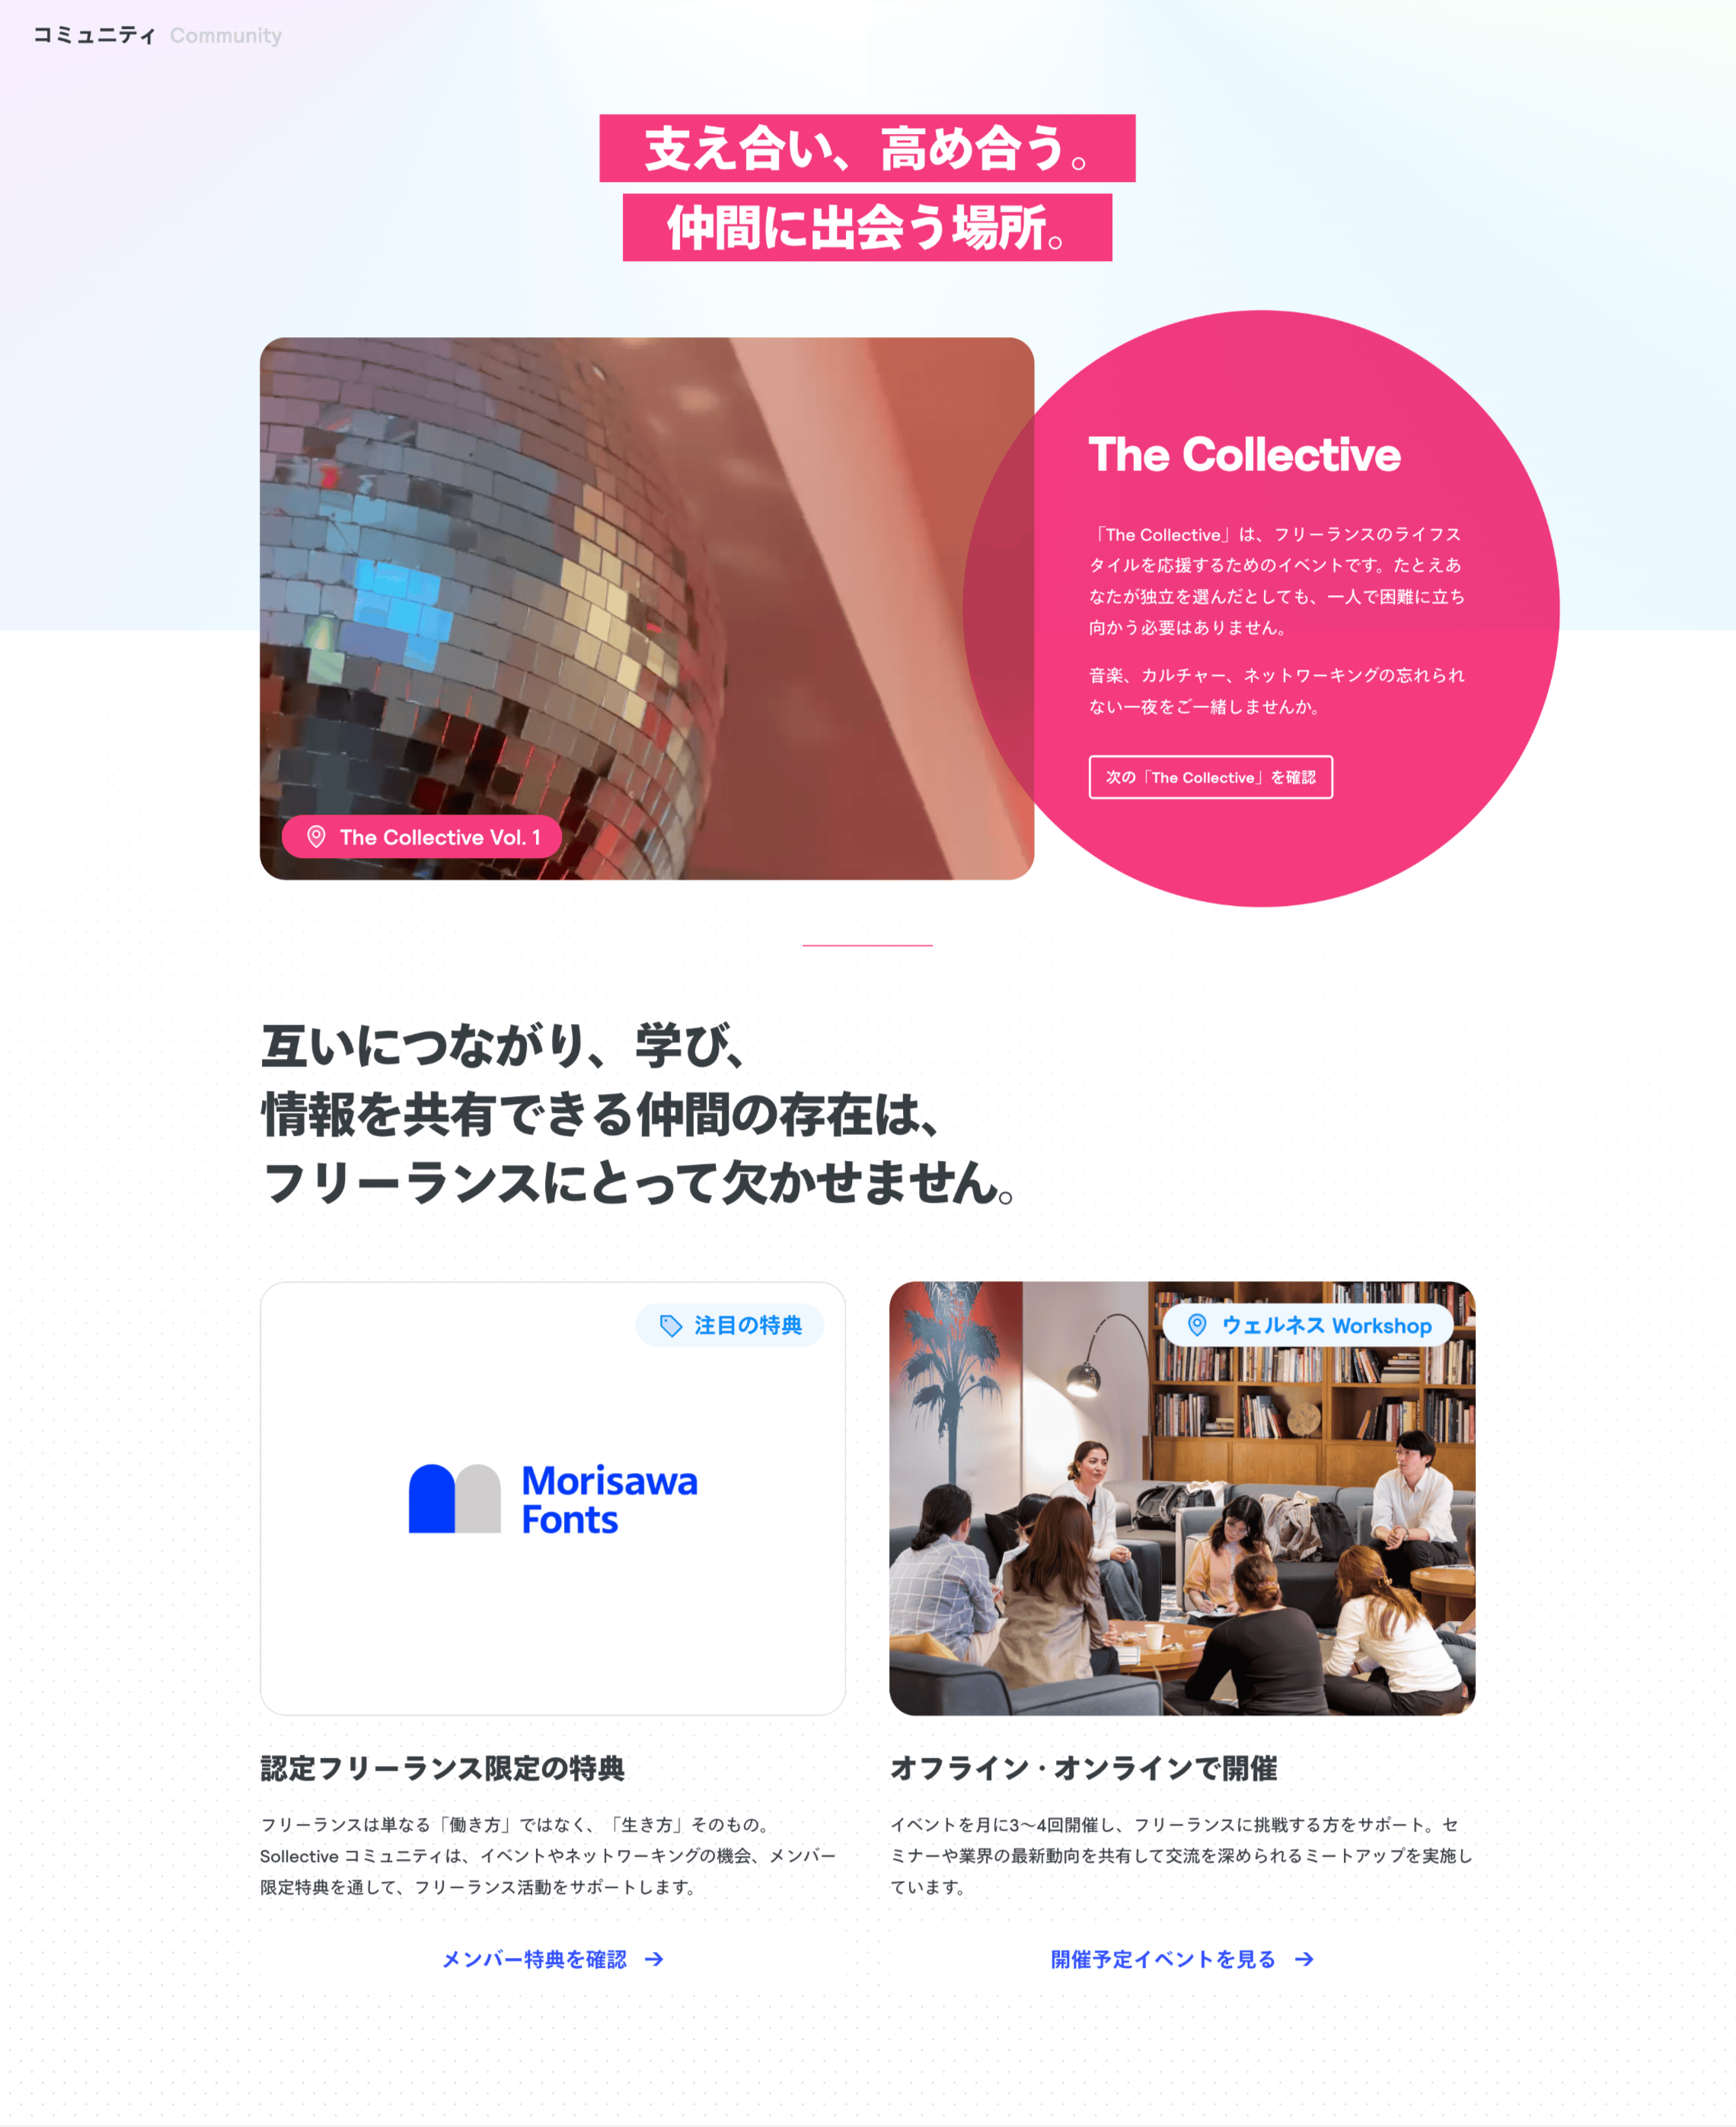 コミュニティ Community
支え合い、高め合う。
仲間に出会う場所。
The Collective
「The Collective」は、フリーランスのライフス
タイルを応援するためのイベントです。たとえあ
なたが独立を選んだとしても、一人で困難に立ち
向かう必要はありません。
音楽、カルチャー、ネットワーキングの忘れられ
ない一夜をご一緒しませんか。
次の「The Collective」を確認
The Collective Vol. 1
互いにつながり、学び、
情報を共有できる仲間の存在は、
フリーランスにとって欠かせません。
注目の特典
Morisawa
Fonts
認定フリーランス限定の特典
フリーランスは単なる「働き方」ではなく、「生き方」そのもの。
Sollective コミュニティは、イベントやネットワーキングの機会、メンバー
限定特典を通して、フリーランス活動をサポートします。
メンバー特典を確認 →
ウェルネス Workshop
オフライン・オンラインで開催
イベントを月に3〜4回開催し、フリーランスに挑戦する方をサポート。セ
ミナーや業界の最新動向を共有して交流を深められるミートアップを実施し
ています。
開催予定イベントを見る →